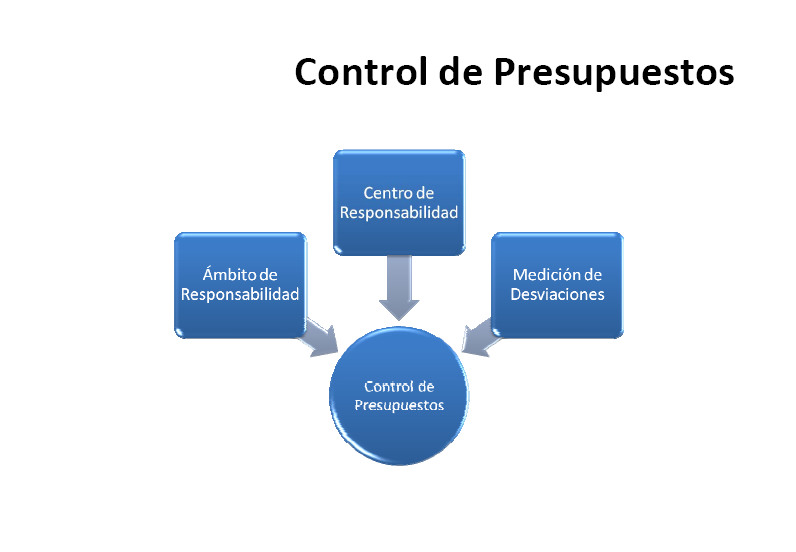 Control de Presupuestos
Centro de
Responsabilidad
Ámbito de
Responsabilidad
Medición de
Desviaciones
Control de
Presupuestos